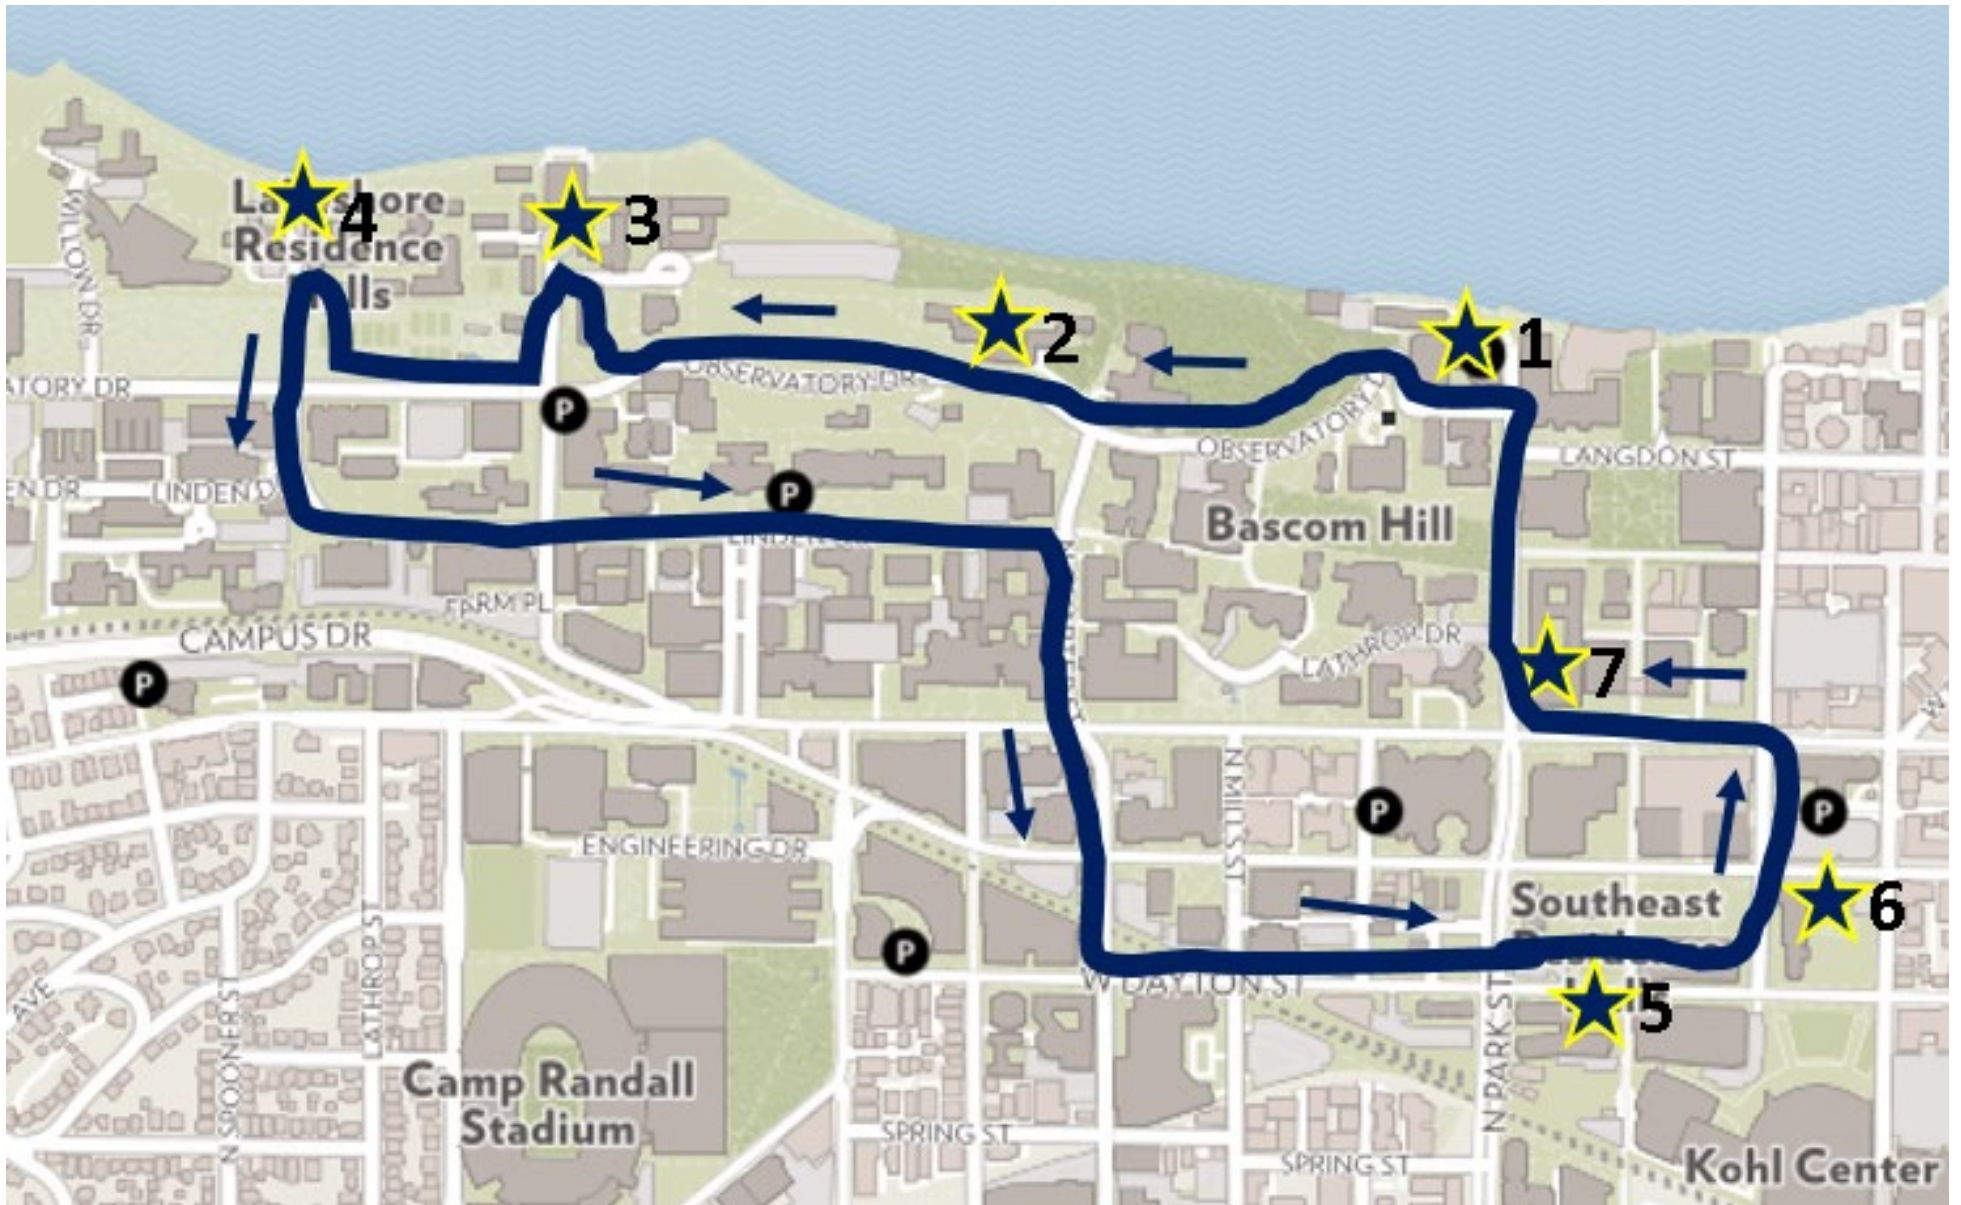 Lakeshore
Residence
Halls
4
3
2
1
WILLOW DR
OBSERVATORY DR
ATORY DR
P
OBSERVATORY D
LANGDON ST
EN DR
LINDEN D
P
Bascom Hill
LINDEN
FARM PL
CAMPUS DR
LATHROP DR
7
P
N MILLS ST
P
P
ENGINEERING DR
Southeast
6
LATHROP ST
P
W DAYTON ST
5
AVE
N SPOONER ST
N PARK ST
Camp Randall
Stadium
SPRING ST
SPRING ST
Kohl Center